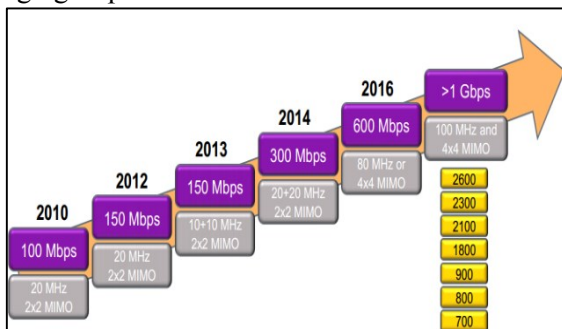 2010
100 Mbps
20 MHz
2x2 MIMO
2012
150 Mbps
20 MHz
2x2 MIMO
2013
150 Mbps
10+10 MHz
2x2 MIMO
2014
300 Mbps
20+20 MHz
2x2 MIMO
2016
600 Mbps
80 MHz or
4x4 MIMO
>1 Gbps
100 MHz and
4x4 MIMO
2600
2300
2100
1800
900
800
700